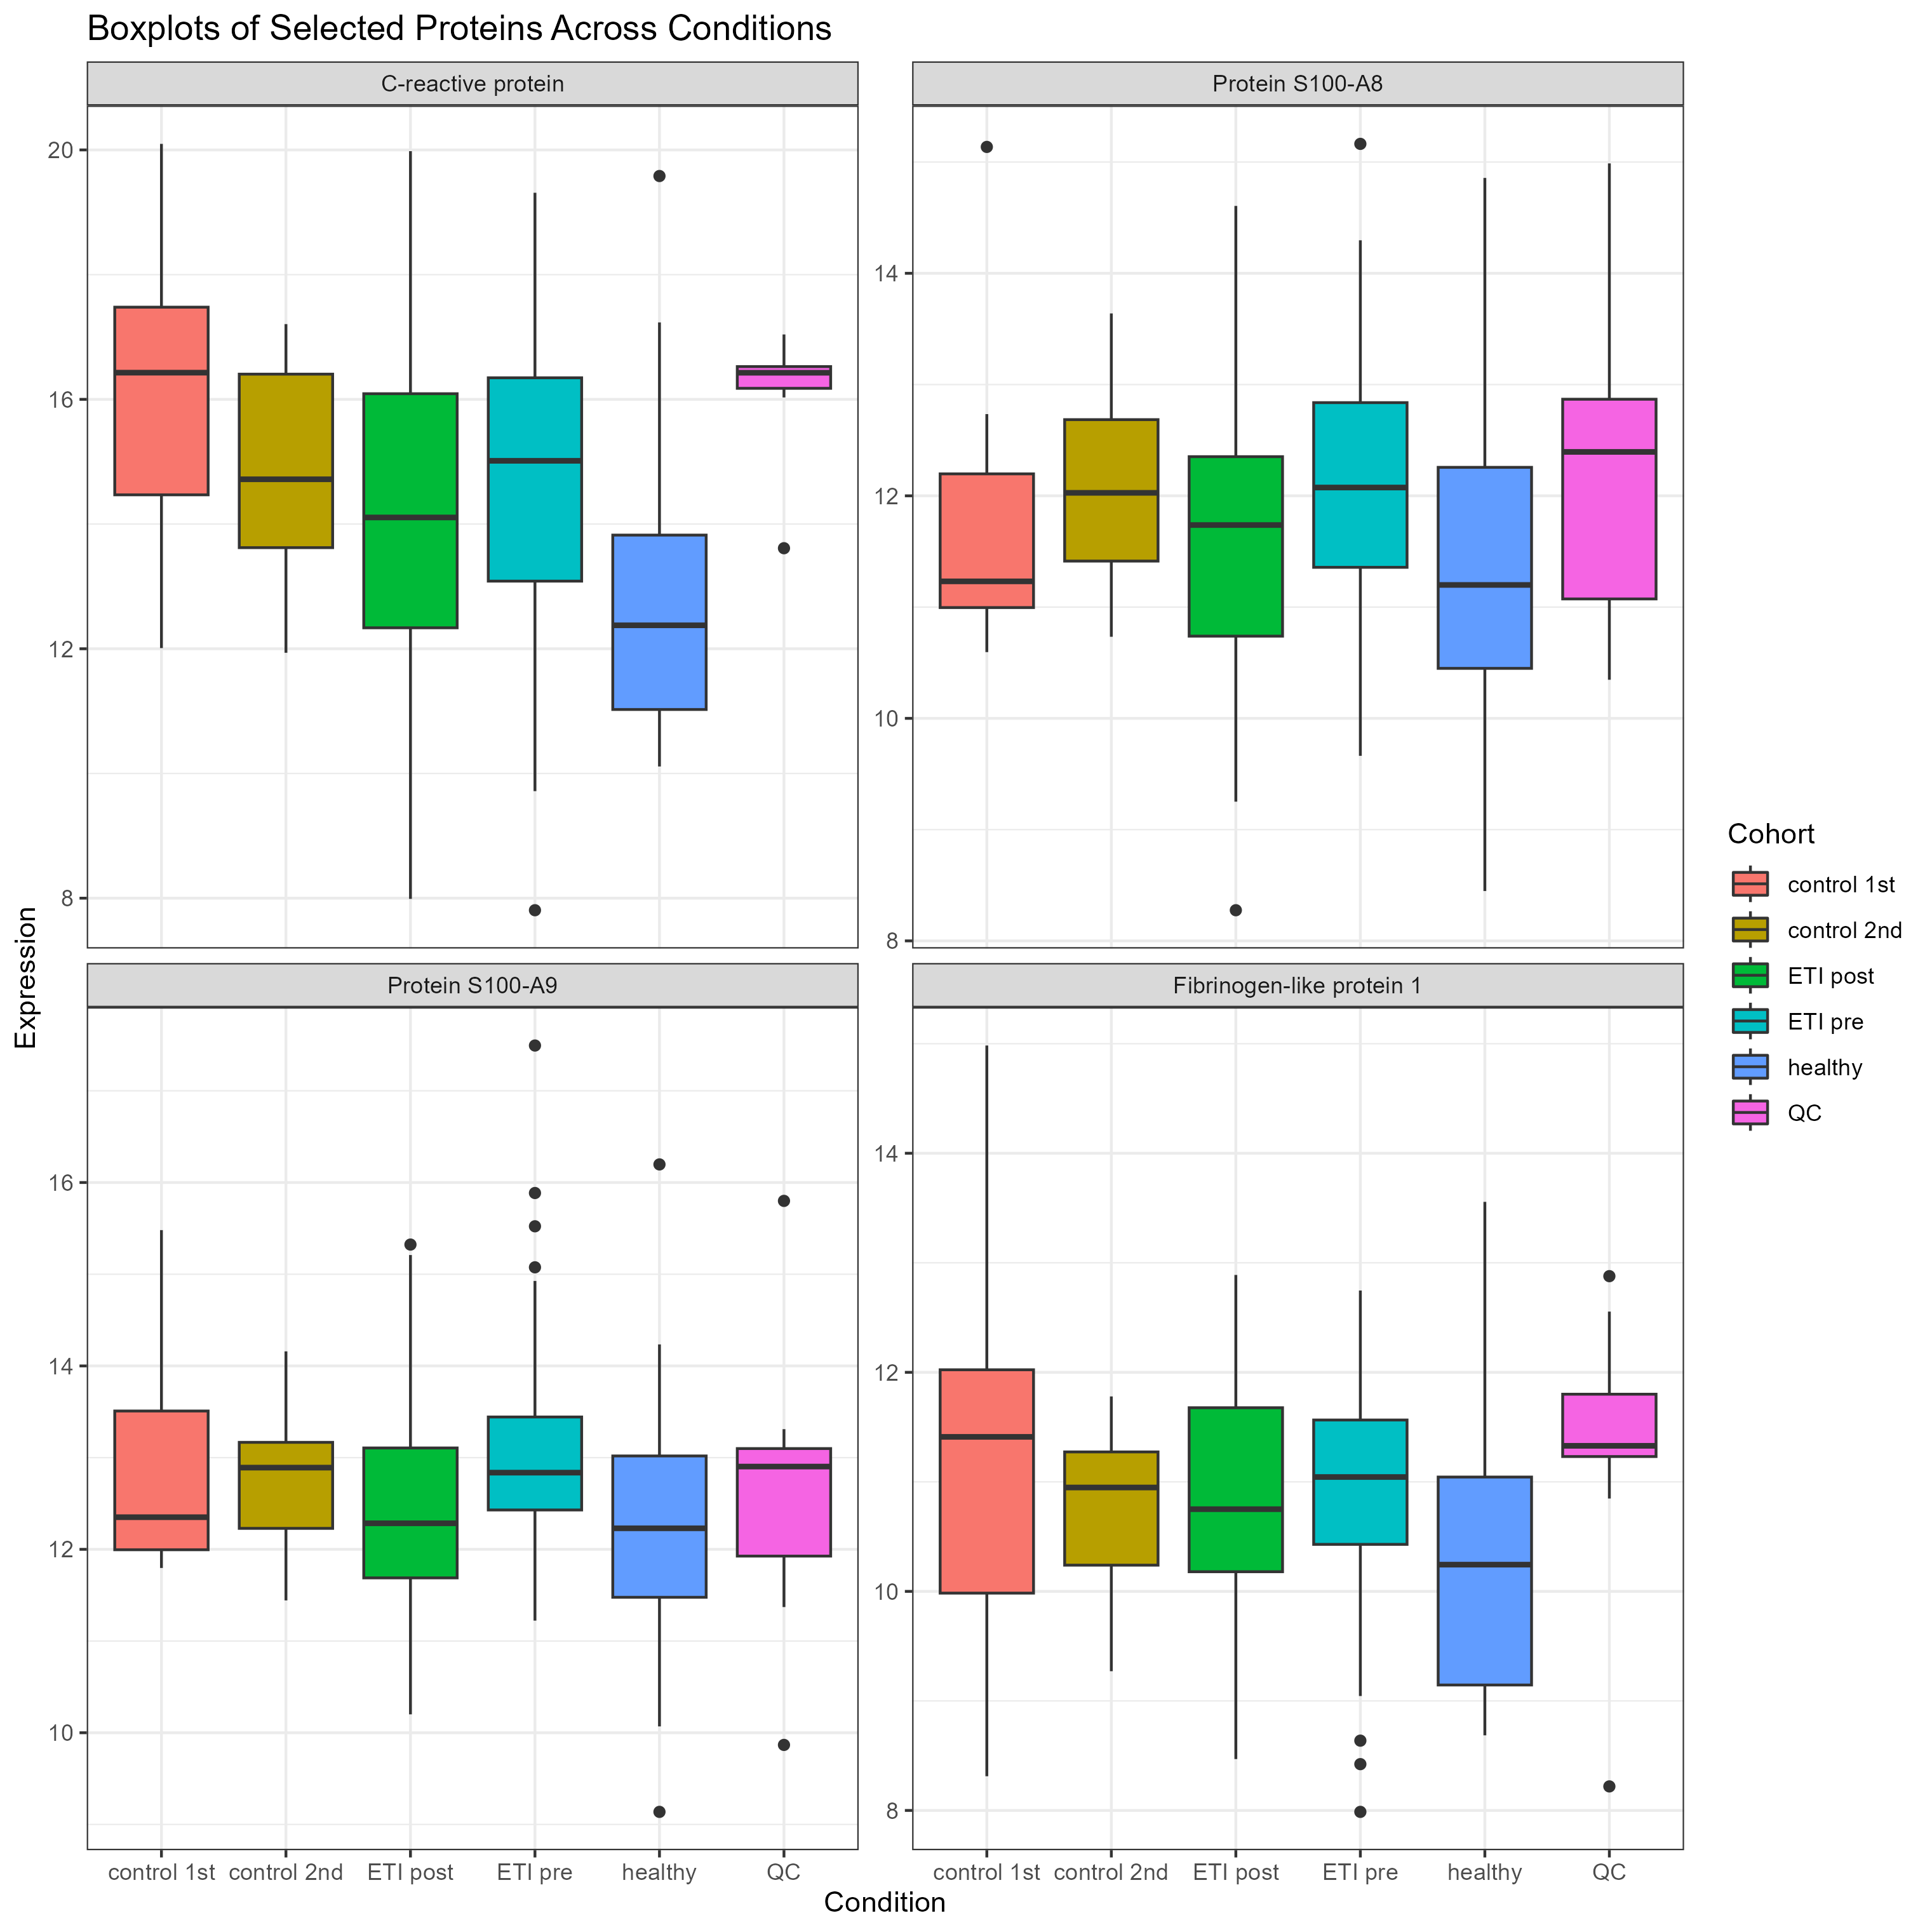 Boxplots of Selected Proteins Across Conditions
C-reactive protein
Protein S100-A8
20
16
12
8
14
12
10
8
Protein S100-A9
Fibrinogen-like protein 1
16
14
12
10
14
12
10
8
control 1st control 2nd ETI post ETI pre healthy QC
control 1st control 2nd ETI post ETI pre healthy QC
Condition
Expression
Cohort
control 1st
control 2nd
ETI post
ETI pre
healthy
QC